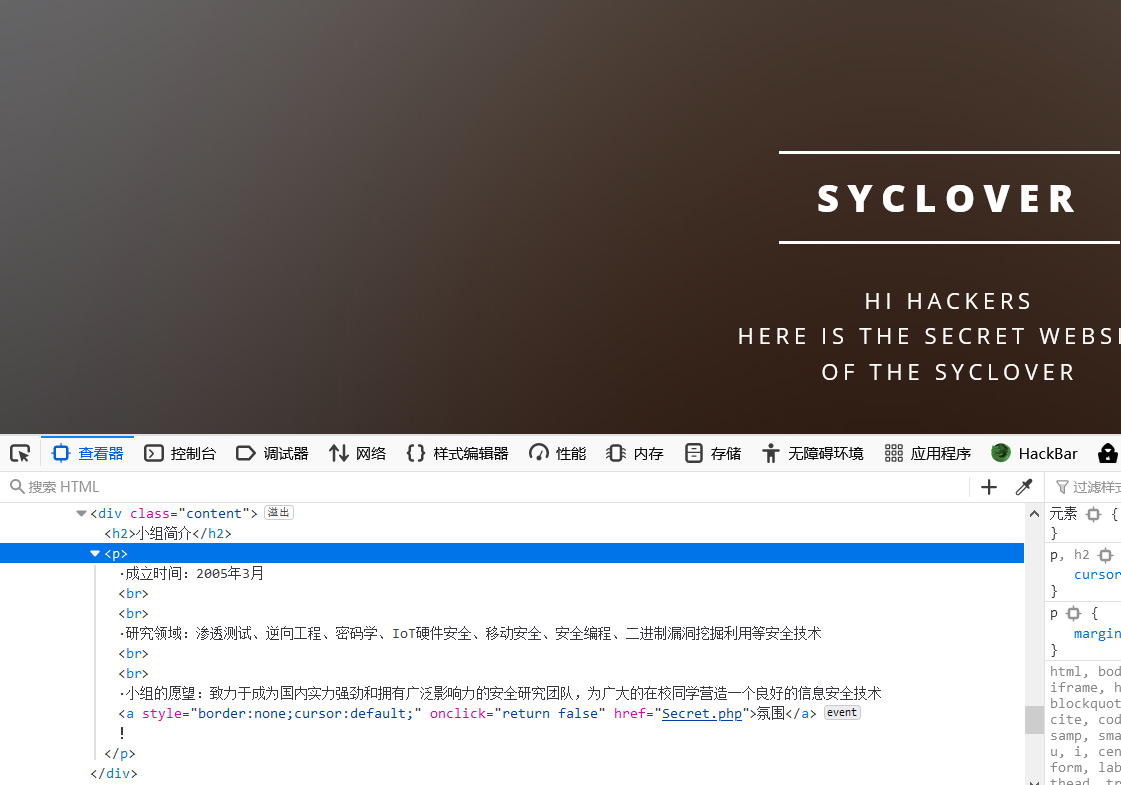 SYCLOVER
HI HACKERS
HERE IS THE SECRET WEBSI
OF THE SYCLOVER
查看器 控制台 调试器 网络 样式编辑器 性能 内存 存储 无障碍环境 应用程序 HackBar
搜索 HTML
过滤样式
<div class="content"> 溢出
<h2>小组简介</h2>
<p>
·成立时间：2005年3月
<br>
<br>
·研究领域：渗透测试、逆向工程、密码学、IoT硬件安全、移动安全、安全编程、二进制漏洞挖掘利用等安全技术
<br>
<br>
·小组的愿望：致力于成为国内实力强劲和拥有广泛影响力的安全研究团队，为广大的在校同学营造一个良好的信息安全技术
<a style="border:none;cursor:default;" onclick="return false" href="Secret.php">氛围</a> event
！
</p>
</div>
元素 {
}
p, h2
cursor
}
p {
margin
}
html, bod
iframe, h
blockquot
cite, cod
samp, sma
u, i, cen
form, lab
thead, tr